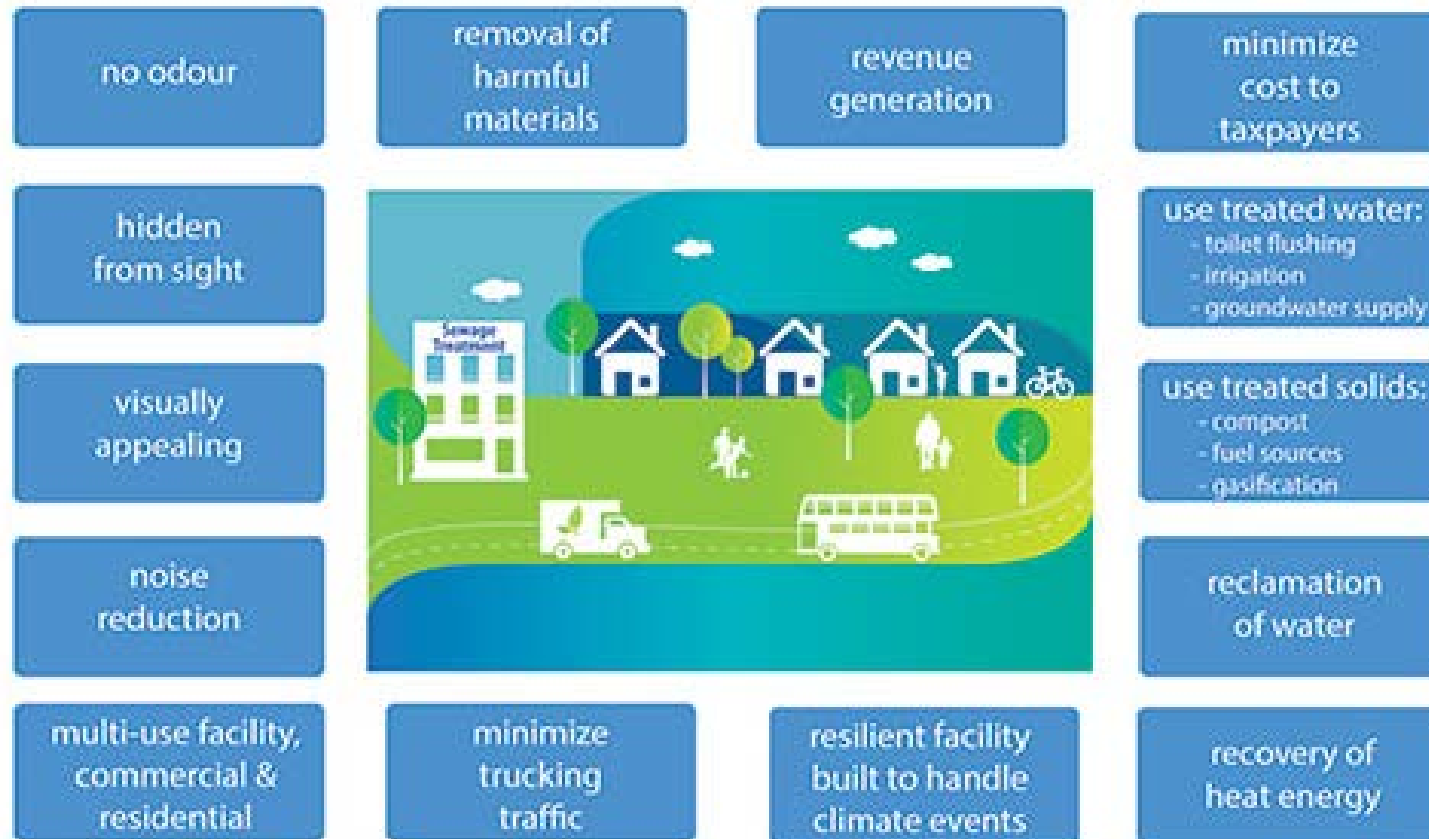 no odour
removal of
harmful
materials
revenue
generation
minimize
cost to
taxpayers
hidden
from sight
use treated water:
- toilet flushing
- irrigation
- groundwater supply
Sewage
Treatment
visually
appealing
use treated solids:
- compost
- fuel sources
- gasification
noise
reduction
reclamation
of water
multi-use facility,
commercial &
residential
minimize
trucking
traffic
resilient facility
built to handle
climate events
recovery of
heat energy